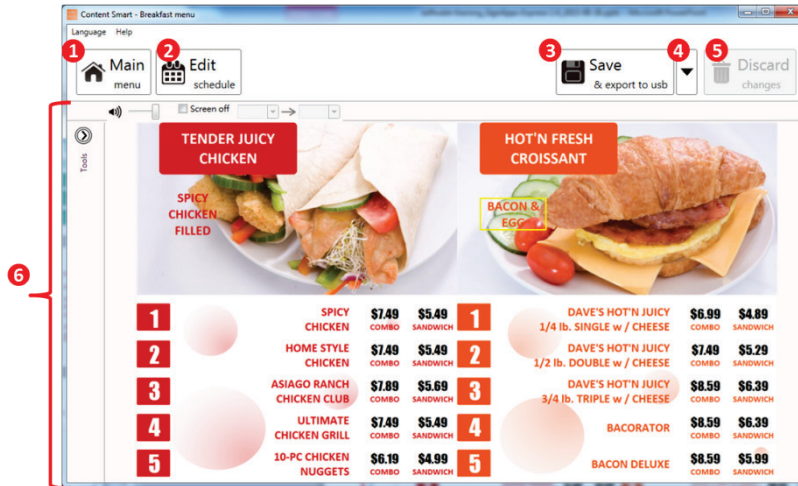 Content Smart - Breakfast menu
Language Help
1 2 3 4 5
Main menu
Edit schedule
Save & export to usb
Discard changes
Screen off
Tools
6
TENDER JUICY
CHICKEN
SPICY
CHICKEN
FILLED
HOT'N FRESH
CROISSANT
BACON &
EGG
1 SPICY $7.49 $5.49
CHICKEN COMBO SANDWICH
2 HOME STYLE $7.49 $5.49
CHICKEN COMBO SANDWICH
3 ASIAGO RANCH $7.89 $5.69
CHICKEN CLUB COMBO SANDWICH
4 ULTIMATE $7.49 $5.49
CHICKEN GRILL COMBO SANDWICH
5 10-PC CHICKEN $6.19 $4.99
NUGGETS COMBO SANDWICH
1 DAVE'S HOT'N JUICY $6.99 $4.89
1/4 lb. SINGLE w / CHEESE COMBO SANDWICH
2 DAVE'S HOT'N JUICY $7.49 $5.29
1/2 lb. DOUBLE w / CHEESE COMBO SANDWICH
3 DAVE'S HOT'N JUICY $8.59 $6.39
3/4 lb. TRIPLE w / CHEESE COMBO SANDWICH
4 BACORATOR $8.59 $6.39
COMBO SANDWICH
5 BACON DELUXE $8.59 $5.99
COMBO SANDWICH